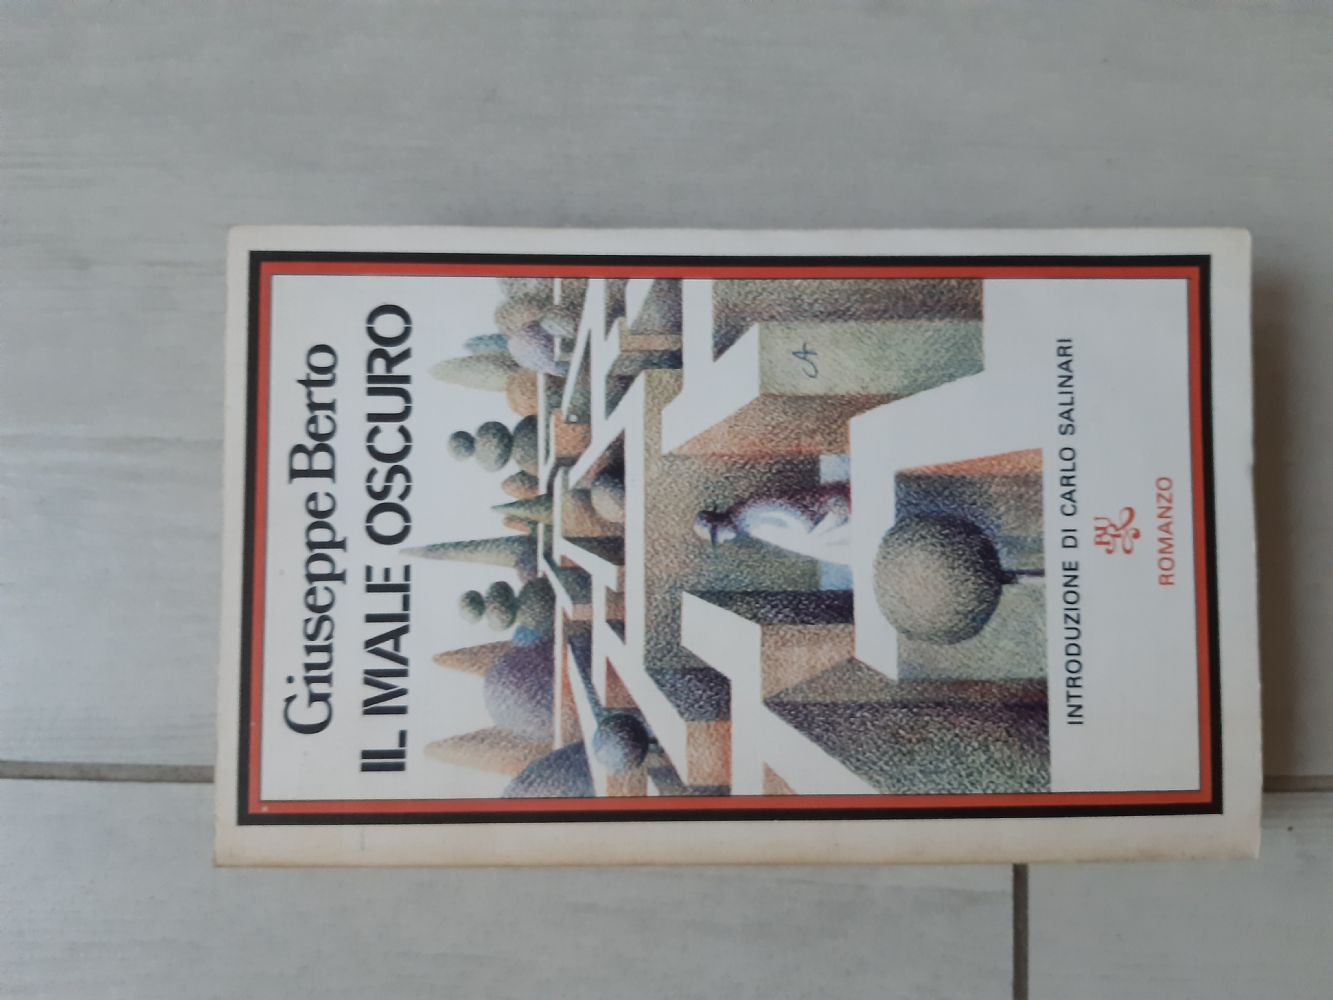 Giuseppe Berto
IL MALE OSCURO
A
INTRODUZIONE DI CARLO SALINARI
BUR
ROMANZO